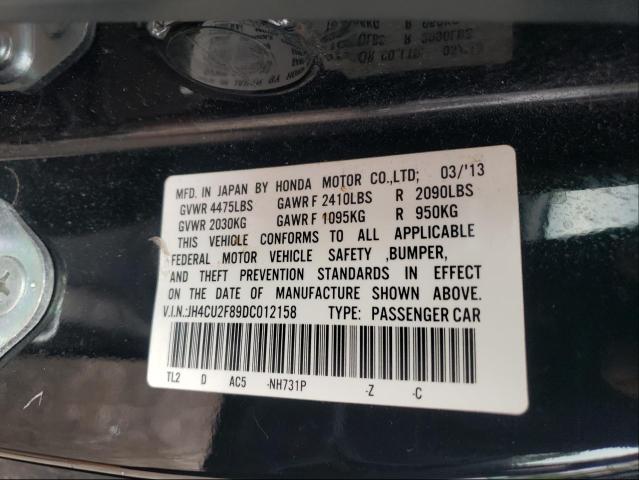 MFD. IN JAPAN BY HONDA MOTOR CO.,LTD; 03/'13
GVWR 4475LBS GAWR F 2410LBS R 2090LBS
GVWR 2030KG GAWR F 1095KG R 950KG
THIS VEHICLE CONFORMS TO ALL APPLICABLE
FEDERAL MOTOR VEHICLE SAFETY ,BUMPER,
AND THEFT PREVENTION STANDARDS IN EFFECT
ON THE DATE OF MANUFACTURE SHOWN ABOVE.
V.I.N.:JH4CU2F89DC012158 TYPE: PASSENGER CAR
TL2 D AC5 -NH731P -Z -C